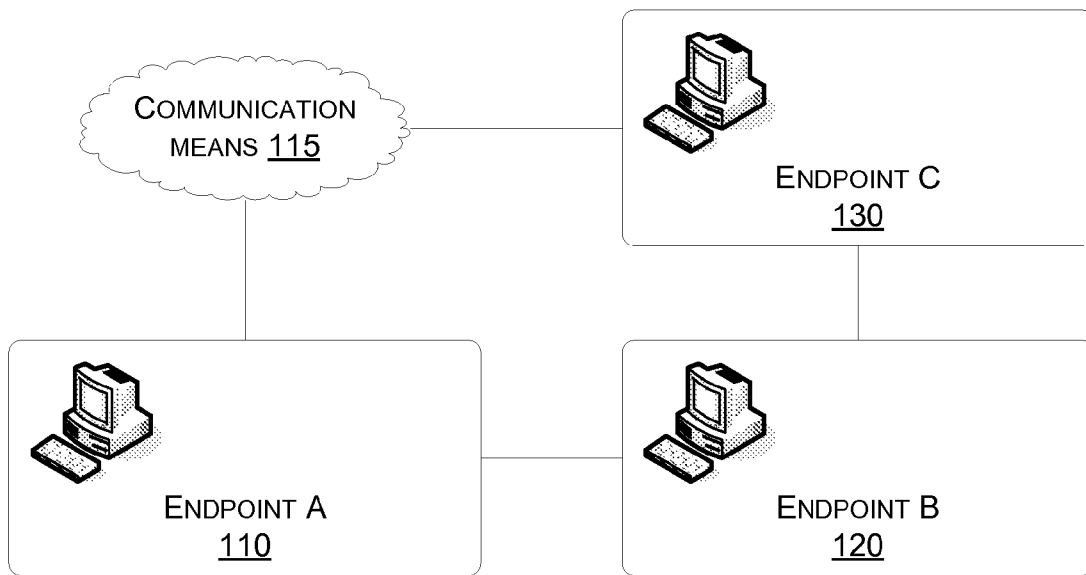 COMMUNICATION
MEANS 115
ENDPOINT C
130
ENDPOINT A
110
ENDPOINT B
120